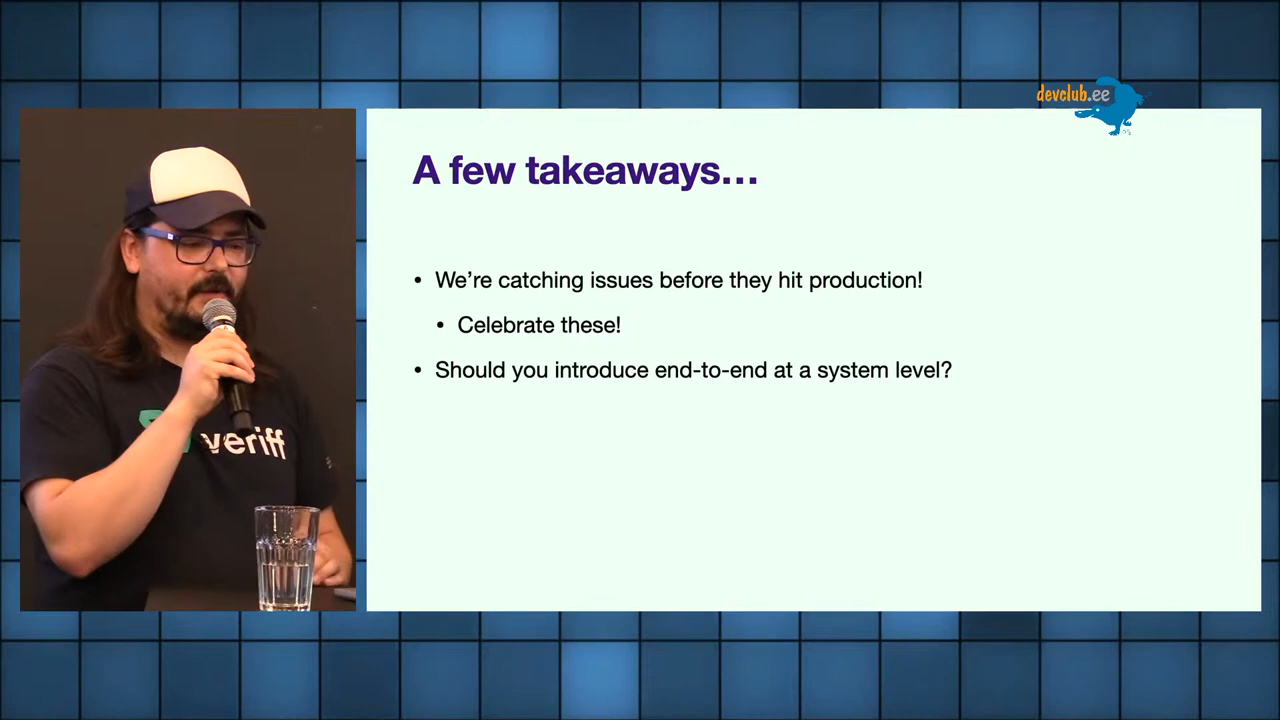 devclub.ee
A few takeaways…
• We’re catching issues before they hit production!
• Celebrate these!
• Should you introduce end-to-end at a system level?
veriff